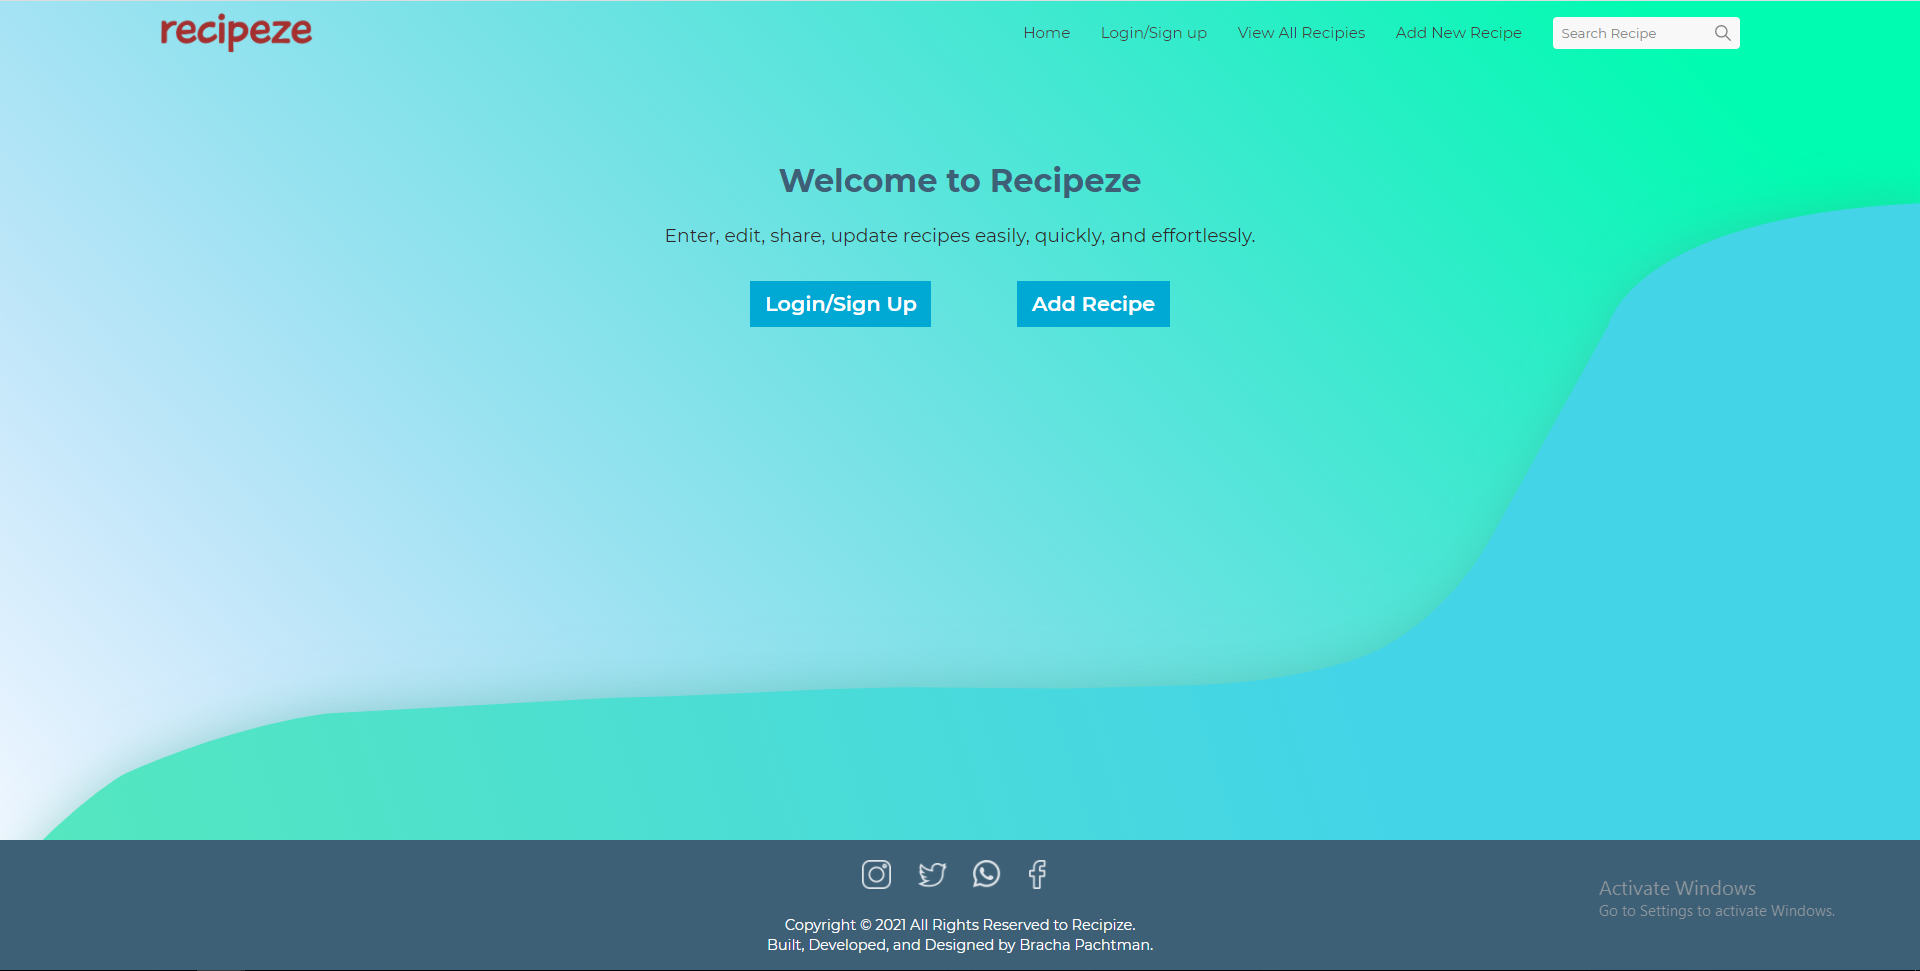 recipeze
Home Login/Sign up View All Recipies Add New Recipe Search Recipe
Welcome to Recipeze
Enter, edit, share, update recipes easily, quickly, and effortlessly.
Login/Sign Up Add Recipe
Activate Windows
Go to Settings to activate Windows.
Copyright © 2021 All Rights Reserved to Recipize.
Built, Developed, and Designed by Bracha Pachtman.